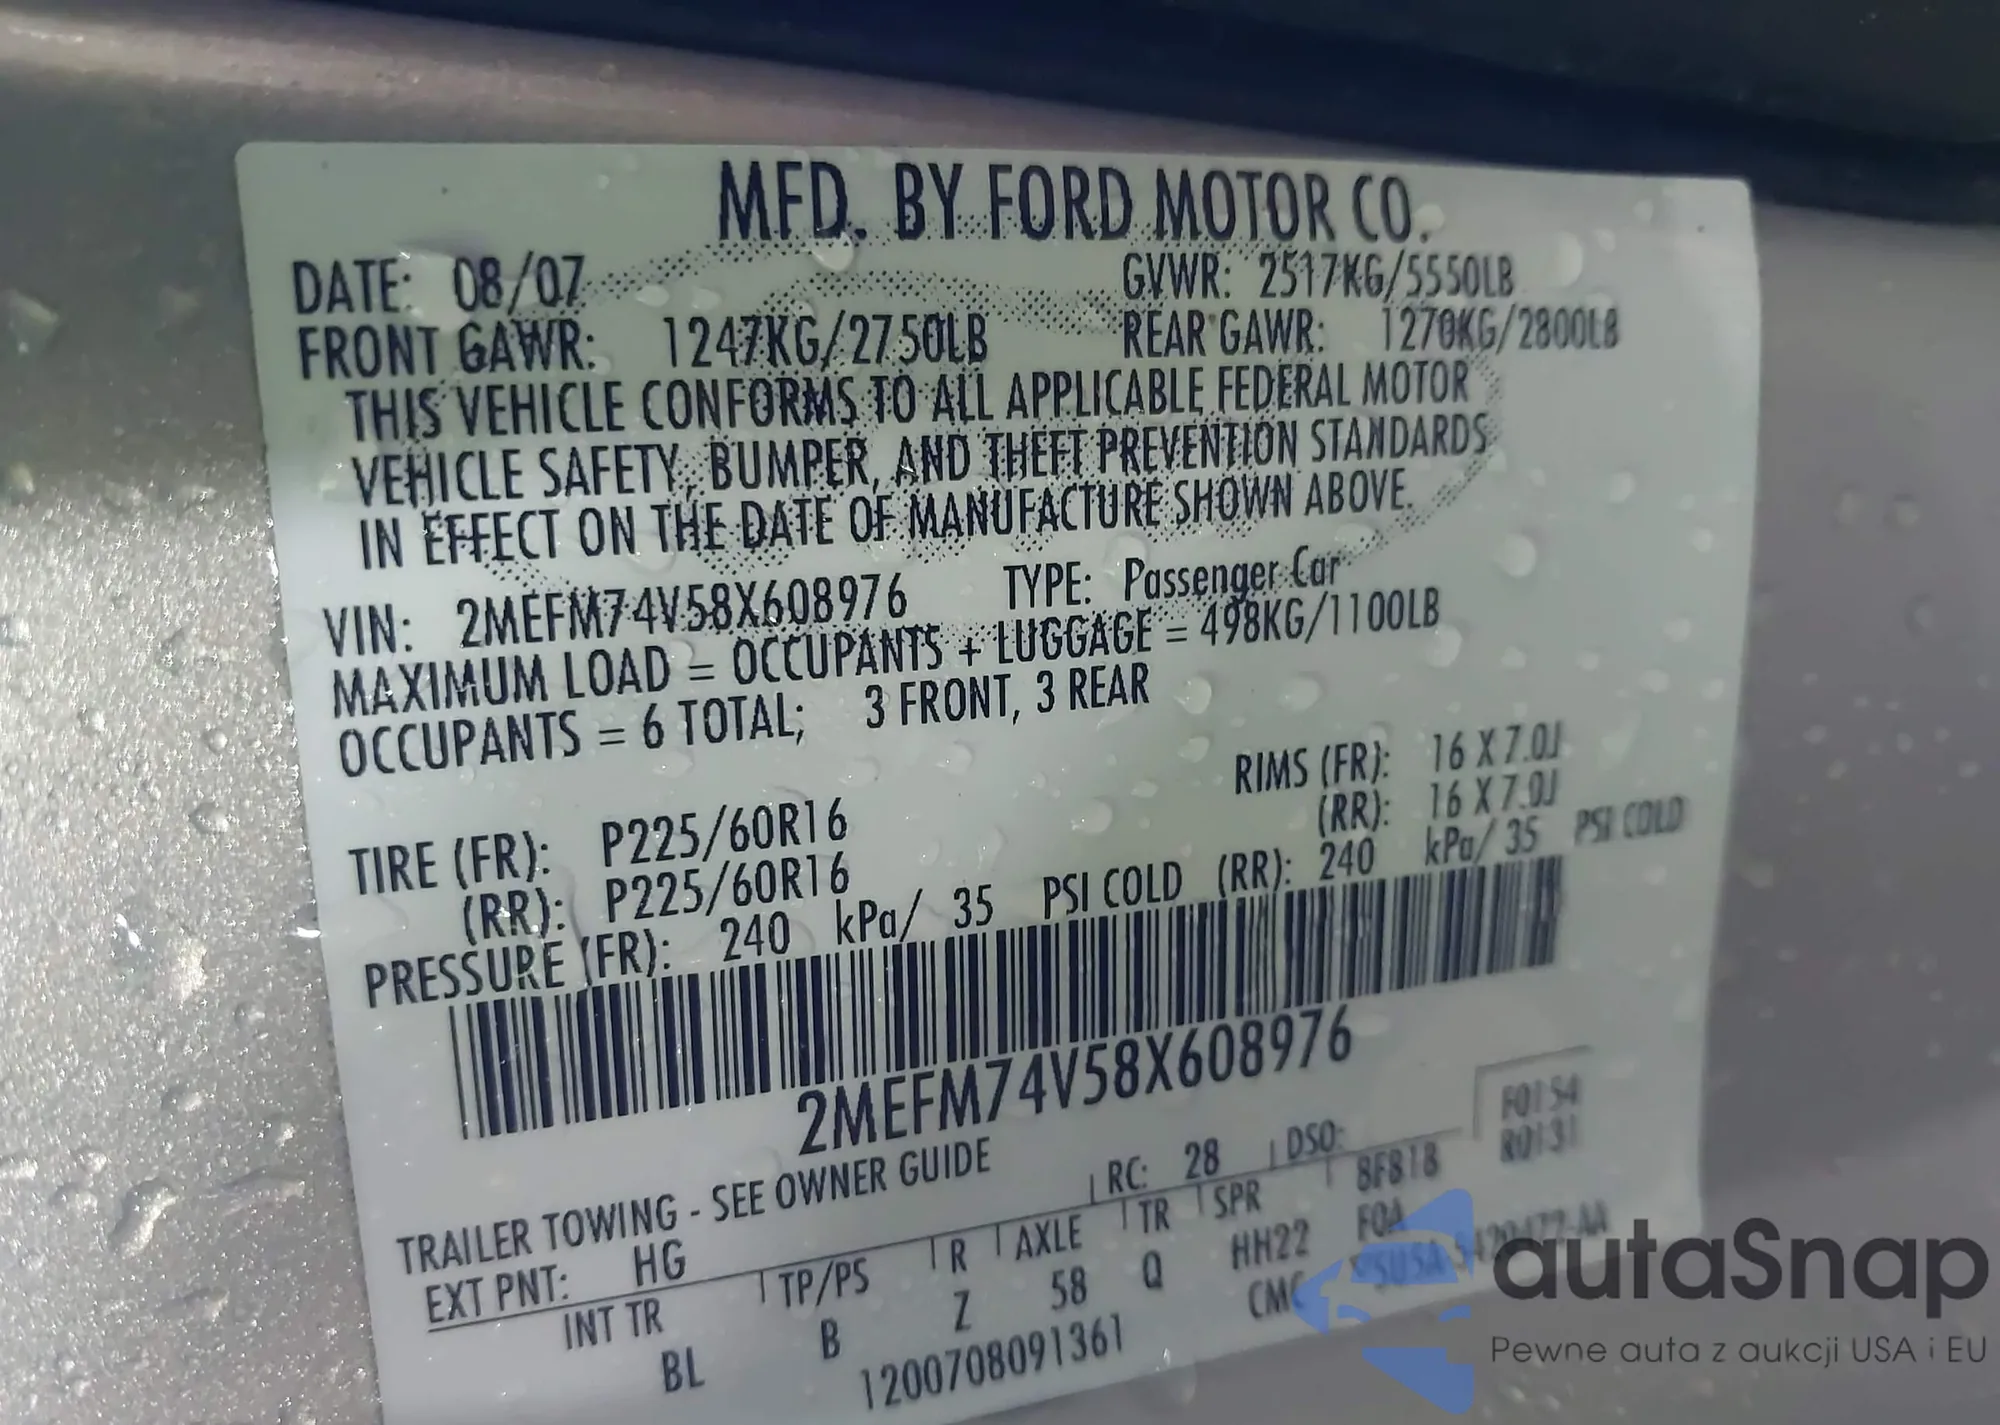 MFD. BY FORD MOTOR CO.
DATE: 08/07 GVWR: 2517KG/5550LB
FRONT GAWR: 1247KG/2750LB REAR GAWR: 1270KG/2800LB
THIS VEHICLE CONFORMS TO ALL APPLICABLE FEDERAL MOTOR
VEHICLE SAFETY, BUMPER, AND THEFT PREVENTION STANDARDS
IN EFFECT ON THE DATE OF MANUFACTURE SHOWN ABOVE.
VIN: 2MEFM74V58X608976 TYPE: Passenger Car
MAXIMUM LOAD = OCCUPANTS + LUGGAGE = 498KG/1100LB
OCCUPANTS = 6 TOTAL; 3 FRONT, 3 REAR
RIMS (FR): 16 X 7.0J
TIRE (FR): P225/60R16 (RR): 16 X 7.0J
(RR): P225/60R16
PRESSURE (FR): 240 kPa/ 35 PSI COLD (RR): 240 kPa/ 35 PSI COLD
2MEFM74V58X608976
F0154
R0131
TRAILER TOWING - SEE OWNER GUIDE
EXT PNT: HG RC: 28 DSO: 8F818
INT TR TP/PS R AXLE TR SPR FOA
BL B Z 58 Q HH22
1200708091361
autaSnap
Pewne auta z aukcji USA i EU